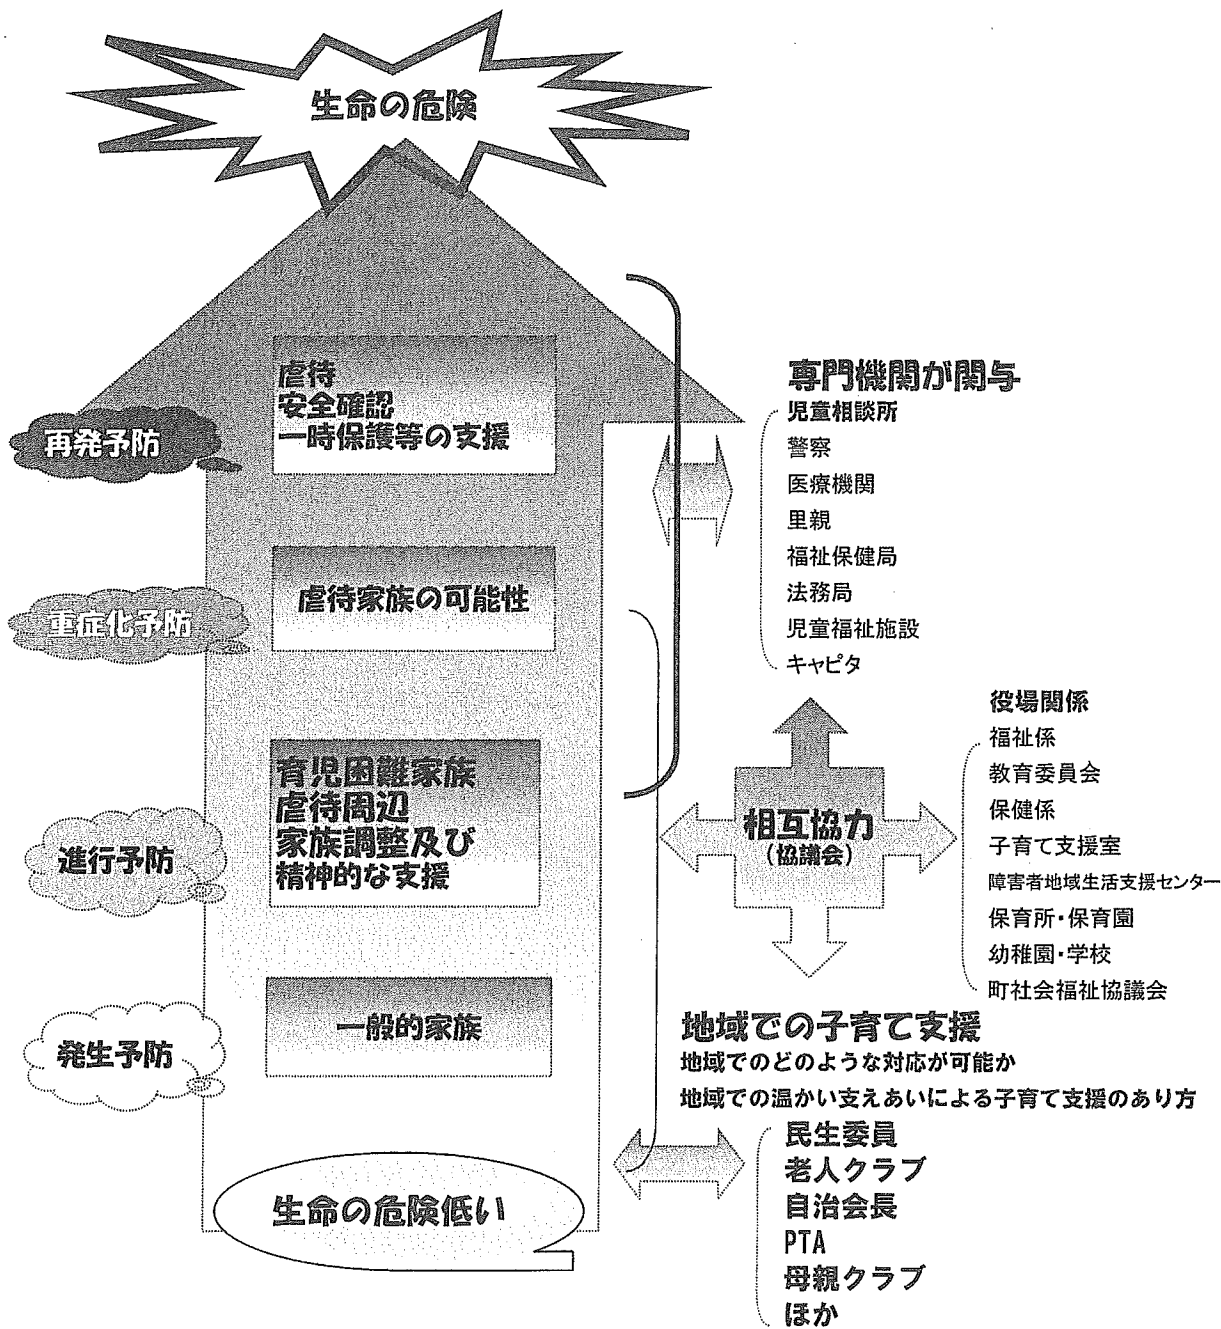 生命の危険
虐待
安全確認
一時保護等の支援
再発予防
虐待家族の可能性
重症化予防
育児困難家族
虐待周辺
家族調整及び
精神的な支援
進行予防
一般的家族
発生予防
生命の危険低い
専門機関が関与
児童相談所
警察
医療機関
里親
福祉保健局
法務局
児童福祉施設
キャピタ
相互協力
(協議会)
役場関係
福祉係
教育委員会
保健係
子育て支援室
障害者地域生活支援センター
保育所・保育園
幼稚園・学校
町社会福祉協議会
地域での子育て支援
地域でのどのような対応が可能か
地域での温かい支えあいによる子育て支援のあり方
民生委員
老人クラブ
自治会長
PTA
母親クラブ
ほか